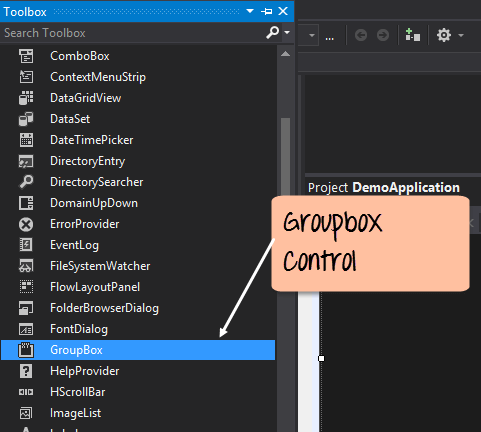 Toolbox
Search Toolbox
ComboBox
ContextMenuStrip
DataGridView
DataSet
DateTimePicker
DirectoryEntry
DirectorySearcher
DomainUpDown
ErrorProvider
EventLog
FileSystemWatcher
FlowLayoutPanel
FolderBrowserDialog
FontDialog
GroupBox
HelpProvider
HScrollBar
ImageList
...
Project DemoApplication
Groupbox
Control